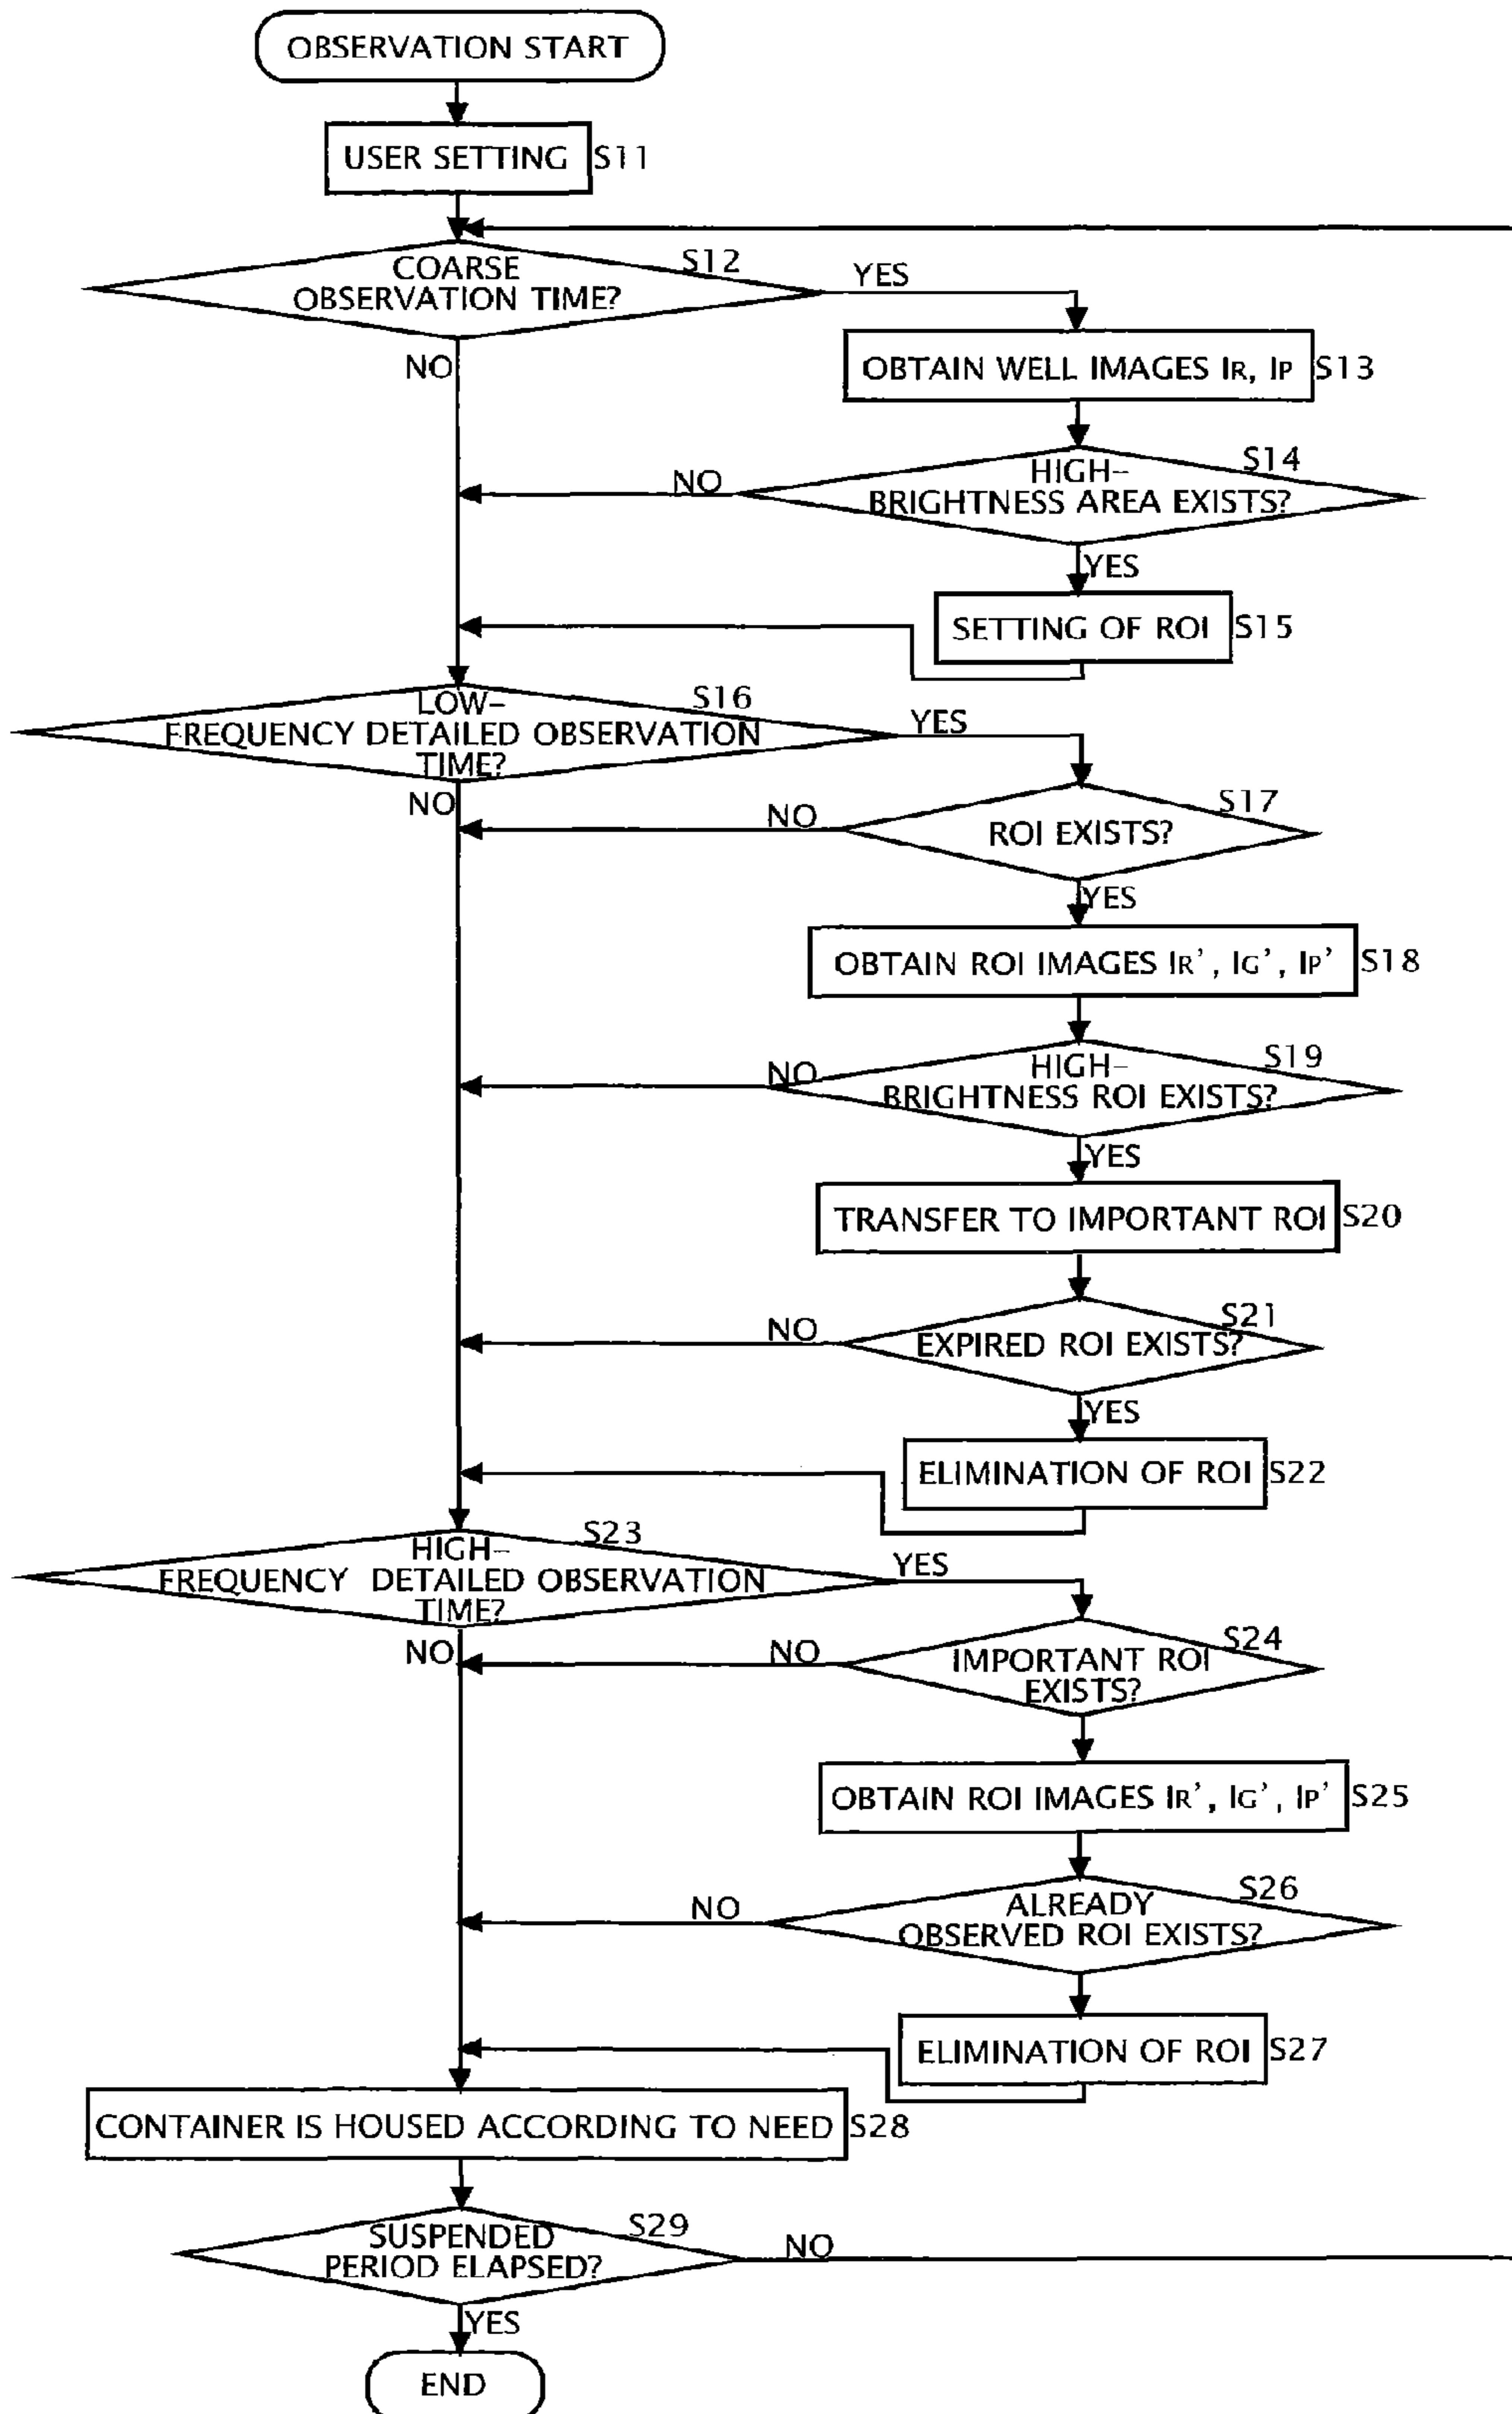 OBSERVATION START
USER SETTING S11
COARSE S12
OBSERVATION TIME? YES
NO
OBTAIN WELL IMAGES IR, IP S13
HIGH- S14
BRIGHTNESS AREA EXISTS? NO
YES
SETTING OF ROI S15
LOW- S16
FREQUENCY DETAILED OBSERVATION YES
TIME?
NO
ROI EXISTS? S17
NO
YES
OBTAIN ROI IMAGES IR', IG', IP' S18
HIGH- S19
BRIGHTNESS ROI EXISTS? NO
YES
TRANSFER TO IMPORTANT ROI S20
EXPIRED ROI EXISTS? S21
NO
YES
ELIMINATION OF ROI S22
HIGH- S23
FREQUENCY DETAILED OBSERVATION YES
TIME?
NO
IMPORTANT ROI S24
EXISTS? NO
OBTAIN ROI IMAGES IR', IG', IP' S25
ALREADY S26
OBSERVED ROI EXISTS? NO
ELIMINATION OF ROI S27
CONTAINER IS HOUSED ACCORDING TO NEED S28
SUSPENDED S29
PERIOD ELAPSED? NO
YES
END